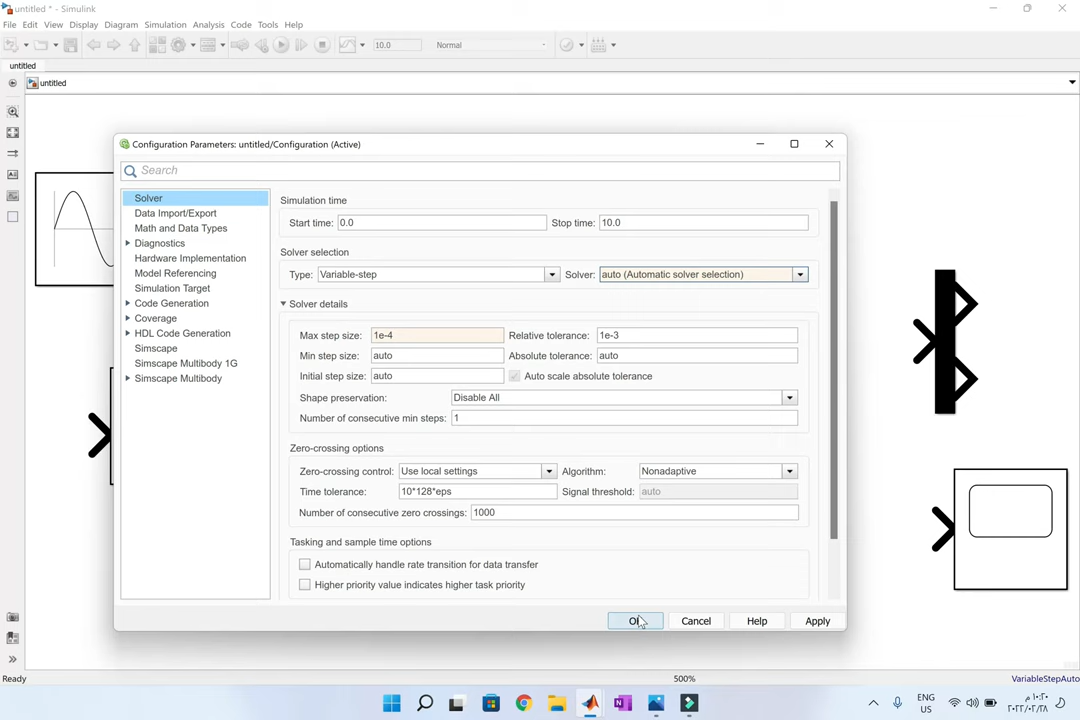 untitled * - Simulink
File Edit View Display Diagram Simulation Analysis Code Tools Help
10.0 Normal
untitled
untitled
Configuration Parameters: untitled/Configuration (Active)
Search
Solver
Data Import/Export
Math and Data Types
Diagnostics
Hardware Implementation
Model Referencing
Simulation Target
Code Generation
Coverage
HDL Code Generation
Simscape
Simscape Multibody 1G
Simscape Multibody
Simulation time
Start time: 0.0 Stop time: 10.0
Solver selection
Type: Variable-step Solver: auto (Automatic solver selection)
Solver details
Max step size: 1e-4 Relative tolerance: 1e-3
Min step size: auto Absolute tolerance: auto
Initial step size: auto Auto scale absolute tolerance
Shape preservation: Disable All
Number of consecutive min steps: 1
Zero-crossing options
Zero-crossing control: Use local settings Algorithm: Nonadaptive
Time tolerance: 10*128*eps Signal threshold: auto
Number of consecutive zero crossings: 1000
Tasking and sample time options
Automatically handle rate transition for data transfer
Higher priority value indicates higher task priority
OK Cancel Help Apply
Ready 500% VariableStepAuto
ENG
US
١٠:٢٠ م
٢٠٢٢/٠٢/٢٨